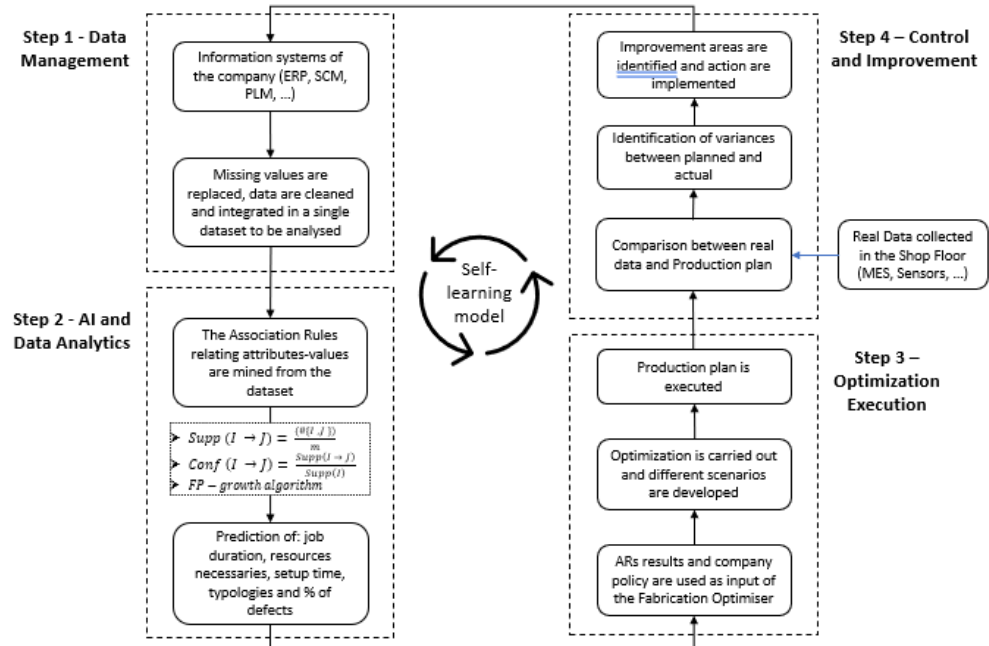 Step 1 - Data
Management
Information systems of
the company (ERP, SCM,
PLM, ...)
Missing values are
replaced, data are cleaned
and integrated in a single
dataset to be analysed
Step 2 - AI and
Data Analytics
The Association Rules
relating attributes-values
are mined from the
dataset
➤ Supp (I → J) = (#{I,J}) / m
➤ Conf (I → J) = Supp(I → J) / Supp(I)
➤ FP – growth algorithm
Prediction of: job
duration, resources
necessaries, setup time,
typologies and % of
defects
Self-
learning
model
Step 4 – Control
and Improvement
Improvement areas are
identified and action are
implemented
Identification of variances
between planned and
actual
Comparison between real
data and Production plan
Real Data collected
in the Shop Floor
(MES, Sensors, ...)
Step 3 –
Optimization
Execution
Production plan is
executed
Optimization is carried out
and different scenarios
are developed
ARs results and company
policy are used as input of
the Fabrication Optimiser